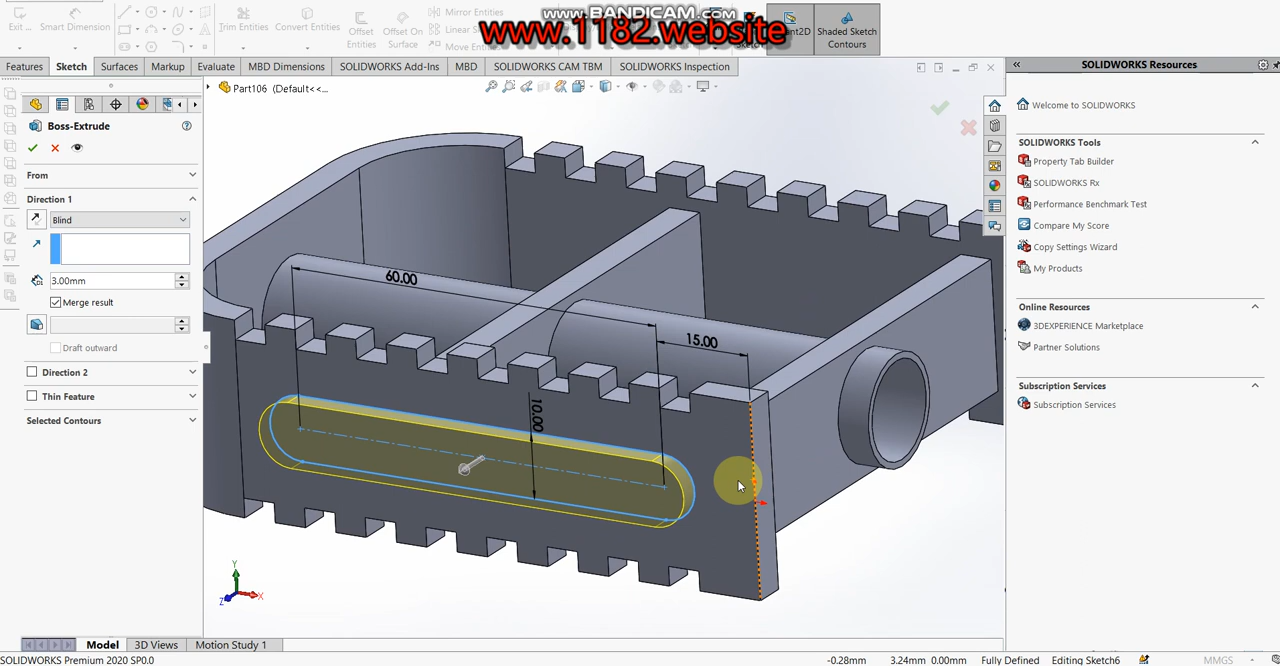 www.BANDICAM.com
www.1182.website
Exit...
Smart Dimension
Trim Entities
Convert Entities
Offset Entities
Offset On Surface
Mirror Entities
Shaded Sketch Contours
Features
Sketch
Surfaces
Markup
Evaluate
MBD Dimensions
SOLIDWORKS Add-Ins
MBD
SOLIDWORKS CAM TBM
SOLIDWORKS Inspection
Part106 (Default<<...
Boss-Extrude
From
Direction 1
Blind
3.00mm
Merge result
Draft outward
Direction 2
Thin Feature
Selected Contours
60.00
15.00
10.00
Y
X
Z
SOLIDWORKS Resources
Welcome to SOLIDWORKS
SOLIDWORKS Tools
Property Tab Builder
SOLIDWORKS Rx
Performance Benchmark Test
Compare My Score
Copy Settings Wizard
My Products
Online Resources
3DEXPERIENCE Marketplace
Partner Solutions
Subscription Services
Subscription Services
Model
3D Views
Motion Study 1
SOLIDWORKS Premium 2020 SP0.0
-0.28mm
3.24mm
0.00mm
Fully Defined
Editing Sketch6
MMGS